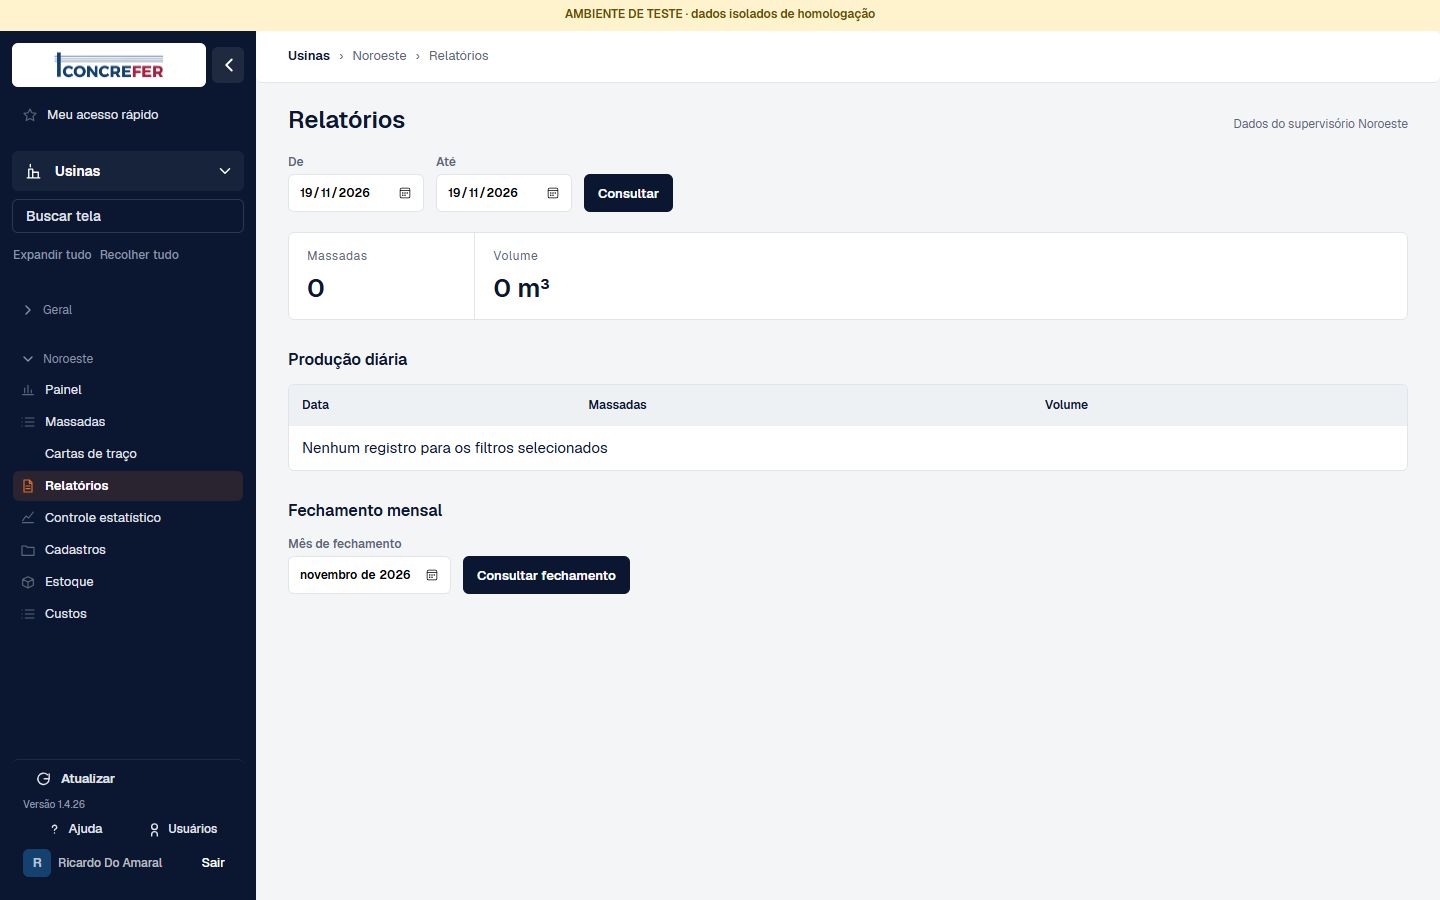 AMBIENTE DE TESTE · dados isolados de homologação
CONCREFER
Meu acesso rápido
Usinas
Buscar tela
Expandir tudo Recolher tudo
Geral
Noroeste
Painel
Massadas
Cartas de traço
Relatórios
Controle estatístico
Cadastros
Estoque
Custos
Atualizar
Versão 1.4.26
? Ajuda Usuários
R Ricardo Do Amaral Sair
Usinas › Noroeste › Relatórios
Relatórios
Dados do supervisório Noroeste
De Até
19/11/2026 19/11/2026 Consultar
Massadas Volume
0 0 m³
Produção diária
Data Massadas Volume
Nenhum registro para os filtros selecionados
Fechamento mensal
Mês de fechamento
novembro de 2026 Consultar fechamento